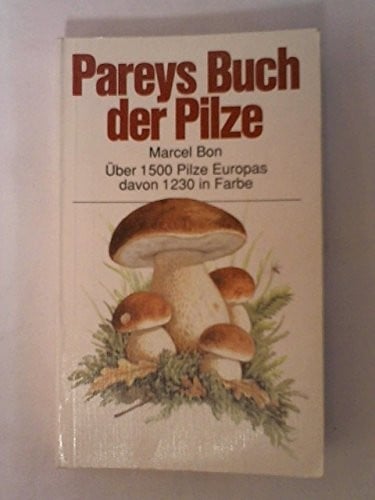 Pareys Buch
der Pilze
Marcel Bon
Über 1500 Pilze Europas
davon 1230 in Farbe